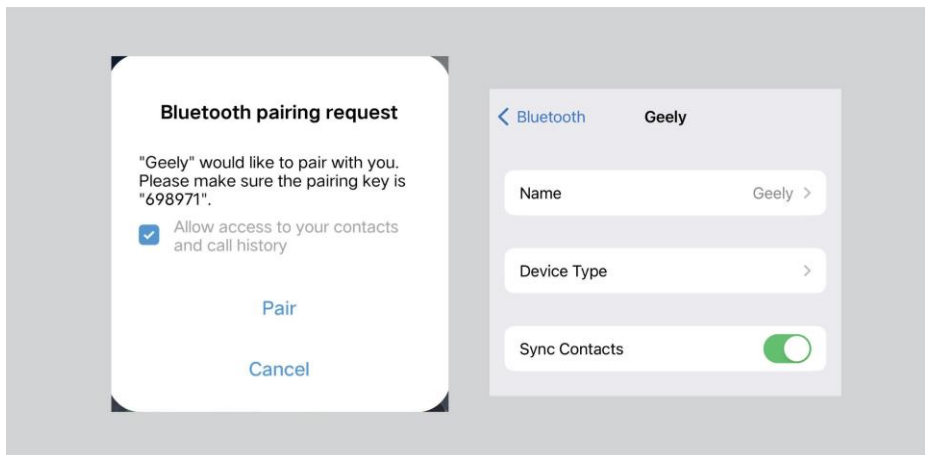 Bluetooth pairing request
"Geely" would like to pair with you.
Please make sure the pairing key is
"698971".
Allow access to your contacts
and call history
Pair
Cancel
Bluetooth
Geely
Name
Geely
Device Type
Sync Contacts